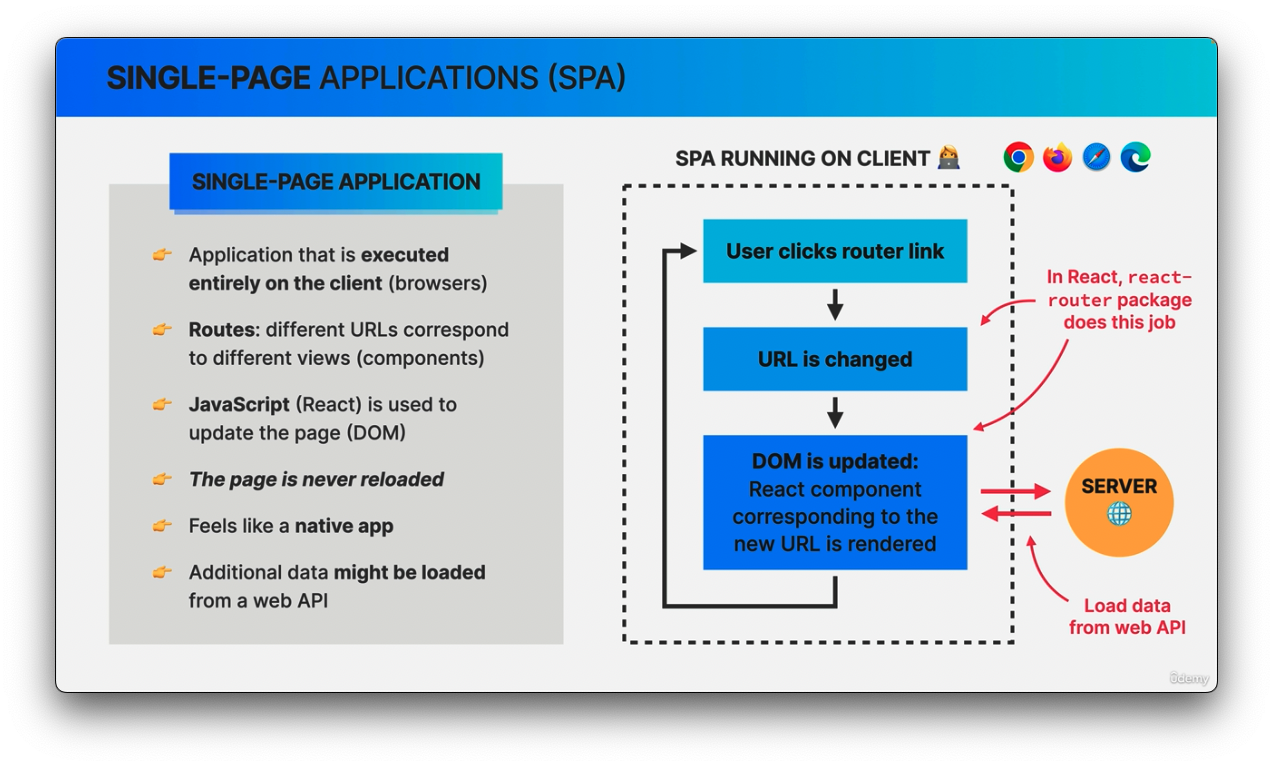 SINGLE-PAGE APPLICATIONS (SPA)
SINGLE-PAGE APPLICATION
👉 Application that is executed
entirely on the client (browsers)
👉 Routes: different URLs correspond
to different views (components)
👉 JavaScript (React) is used to
update the page (DOM)
👉 The page is never reloaded
👉 Feels like a native app
👉 Additional data might be loaded
from a web API
SPA RUNNING ON CLIENT 👩‍💻
User clicks router link
URL is changed
DOM is updated:
React component
corresponding to the
new URL is rendered
In React, react-
router package
does this job
SERVER
🌐
Load data
from web API
ûdemy